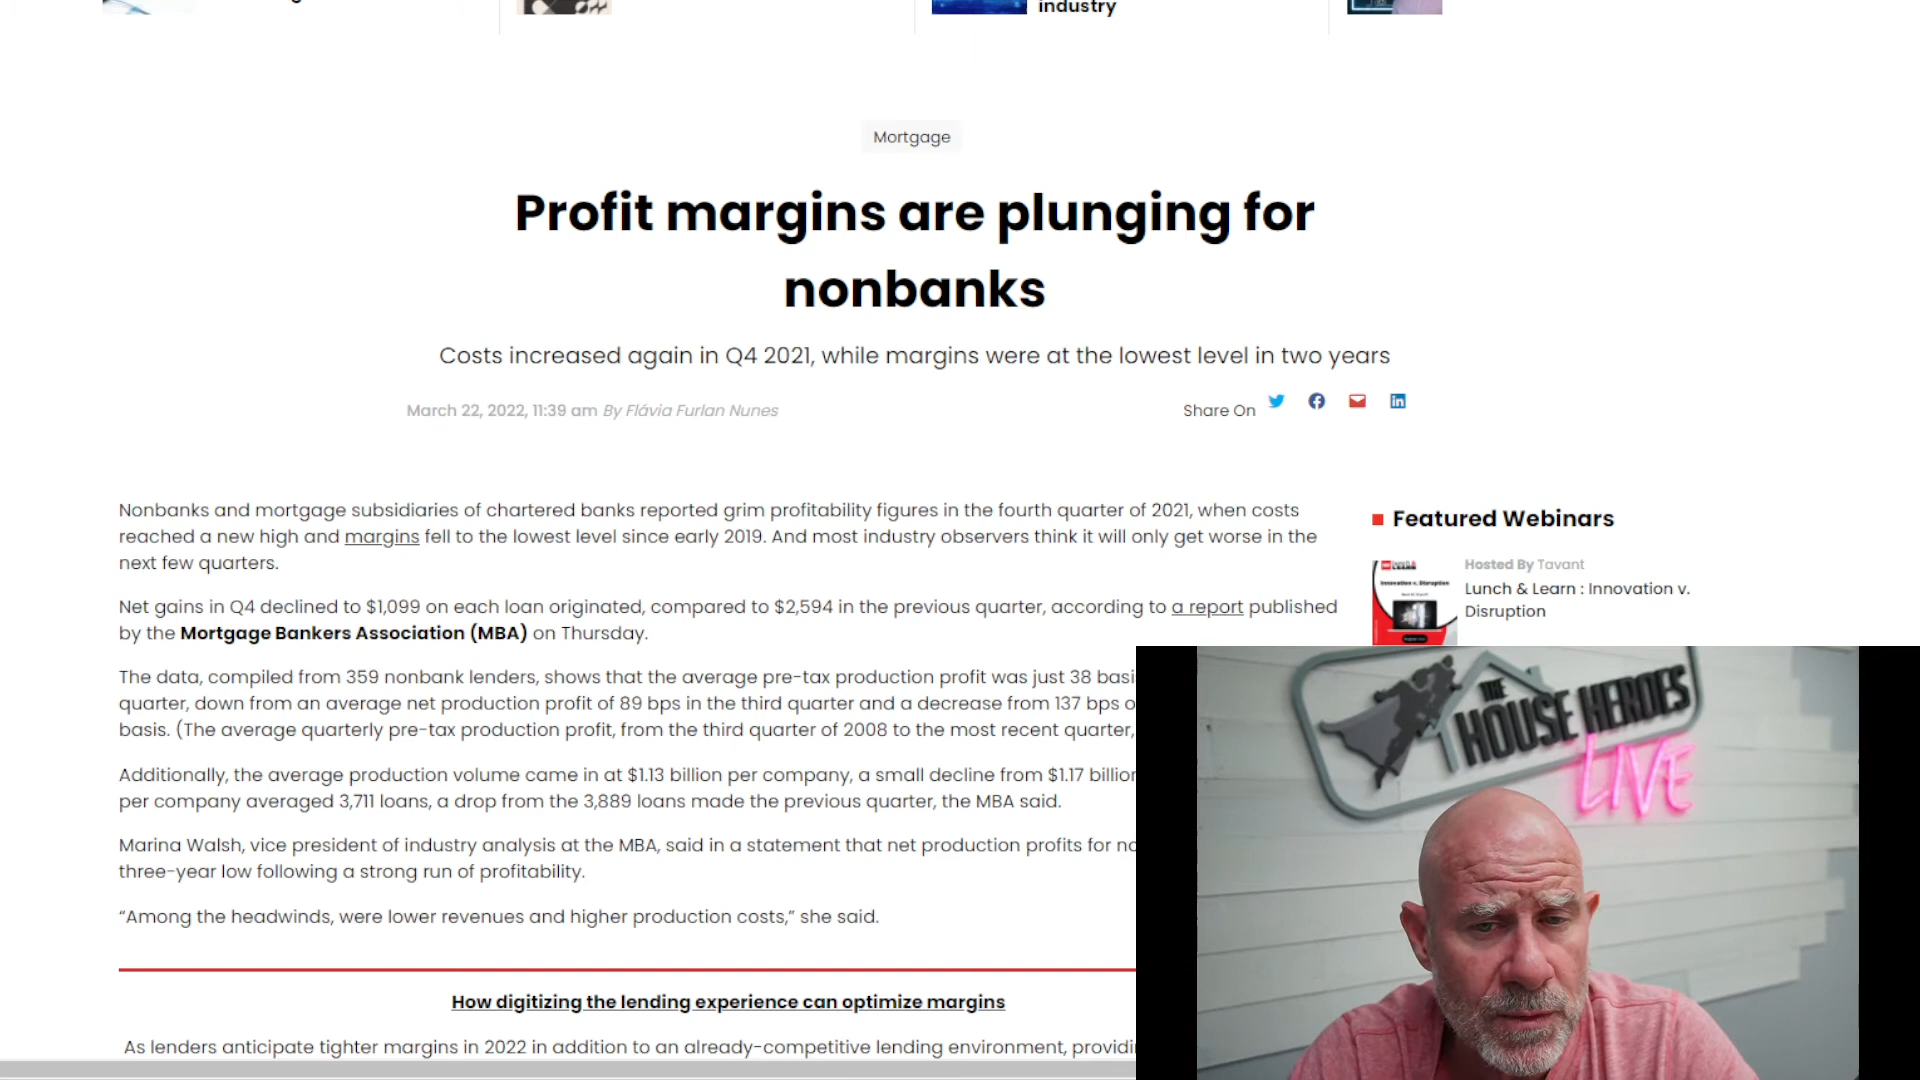 industry
Mortgage
Profit margins are plunging for
nonbanks
Costs increased again in Q4 2021, while margins were at the lowest level in two years
March 22, 2022, 11:39 am By Flávia Furlan Nunes
Share On
Nonbanks and mortgage subsidiaries of chartered banks reported grim profitability figures in the fourth quarter of 2021, when costs
reached a new high and margins fell to the lowest level since early 2019. And most industry observers think it will only get worse in the
next few quarters.
Net gains in Q4 declined to $1,099 on each loan originated, compared to $2,594 in the previous quarter, according to a report published
by the Mortgage Bankers Association (MBA) on Thursday.
The data, compiled from 359 nonbank lenders, shows that the average pre-tax production profit was just 38 basi
quarter, down from an average net production profit of 89 bps in the third quarter and a decrease from 137 bps o
basis. (The average quarterly pre-tax production profit, from the third quarter of 2008 to the most recent quarter,
Additionally, the average production volume came in at $1.13 billion per company, a small decline from $1.17 billion
per company averaged 3,711 loans, a drop from the 3,889 loans made the previous quarter, the MBA said.
Marina Walsh, vice president of industry analysis at the MBA, said in a statement that net production profits for no
three-year low following a strong run of profitability.
“Among the headwinds, were lower revenues and higher production costs,” she said.
How digitizing the lending experience can optimize margins
As lenders anticipate tighter margins in 2022 in addition to an already-competitive lending environment, providi
Featured Webinars
Hosted By Tavant
Lunch & Learn : Innovation v.
Disruption
Innovation v. Disruption
THE
HOUSE HEROES
LIVE